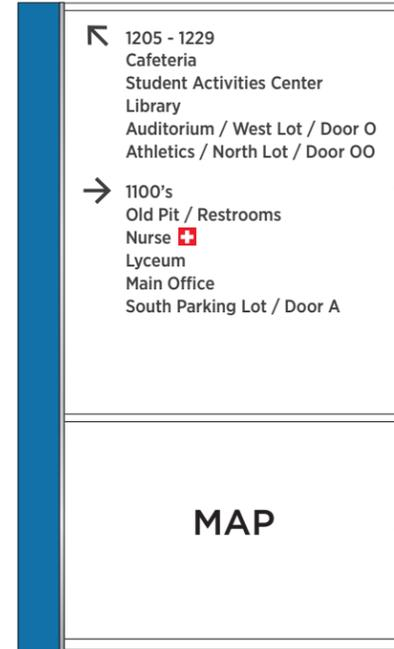 1205 - 1229
Cafeteria
Student Activities Center
Library
Auditorium / West Lot / Door O
Athletics / North Lot / Door OO
1100's
Old Pit / Restrooms
Nurse
Lyceum
Main Office
South Parking Lot / Door A
MAP